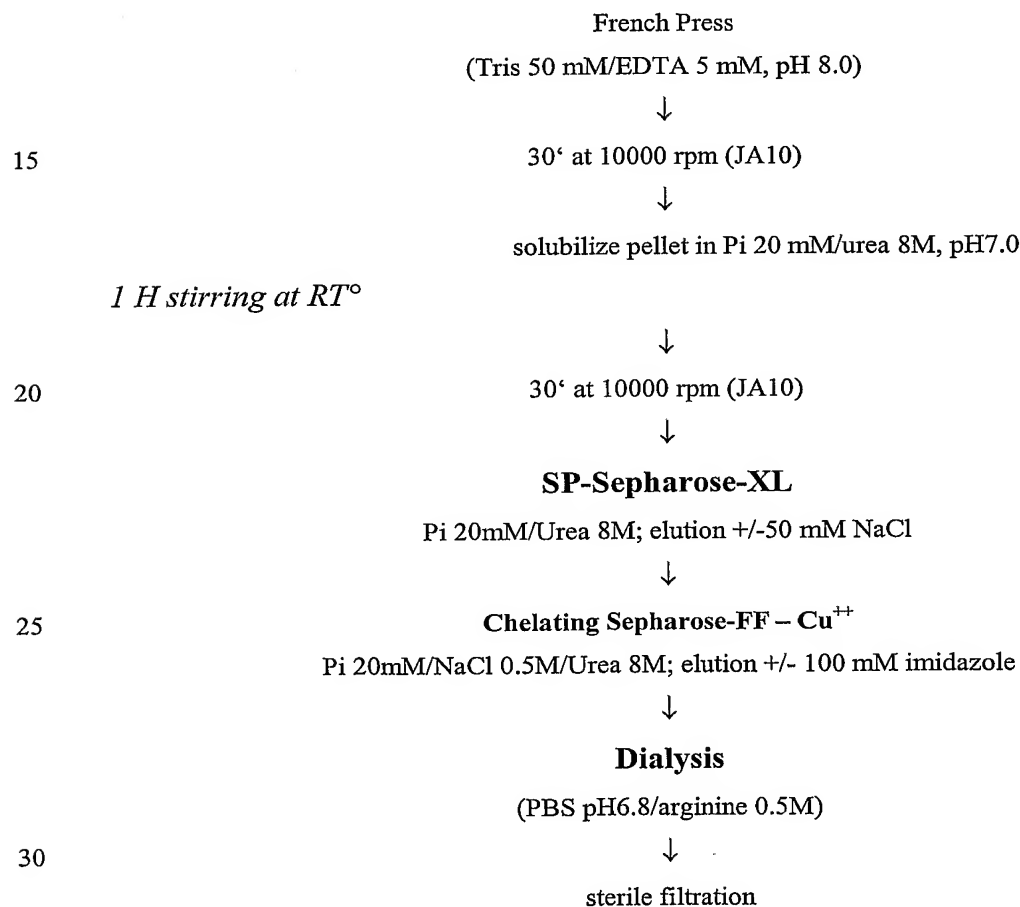 French Press
(Tris 50 mM/EDTA 5 mM, pH 8.0)
↓
15 30‘ at 10000 rpm (JA10)
↓
solubilize pellet in Pi 20 mM/urea 8M, pH7.0
1 H stirring at RT°
↓
20 30‘ at 10000 rpm (JA10)
↓
SP-Sepharose-XL
Pi 20mM/Urea 8M; elution +/-50 mM NaCl
↓
25 Chelating Sepharose-FF – Cu⁺⁺
Pi 20mM/NaCl 0.5M/Urea 8M; elution +/- 100 mM imidazole
↓
Dialysis
(PBS pH6.8/arginine 0.5M)
30 ↓
sterile filtration